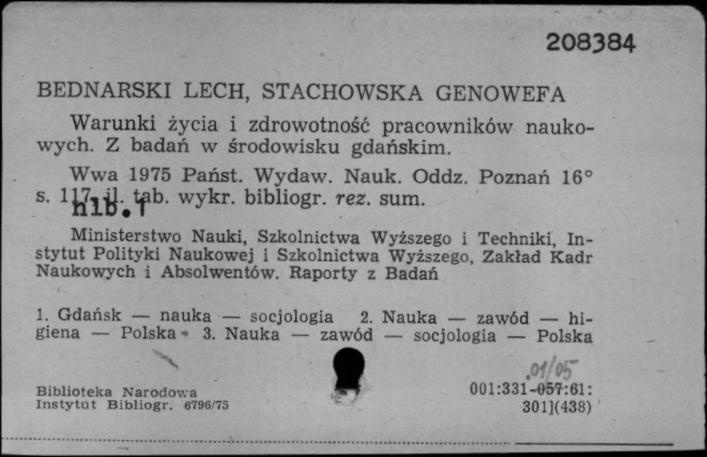 208384
BEDNARSKI LECH, STACHOWSKA GENOWEFA
Warunki życia i zdrowotność pracowników nauko-
wych. Z badań w środowisku gdańskim.
Wwa 1975 Państ. Wydaw. Nauk. Oddz. Poznań 16°
s. 117, il. tab. wykr. bibliogr. rez. sum.
nlb. 1
Ministerstwo Nauki, Szkolnictwa Wyższego i Techniki, In-
stytut Polityki Naukowej i Szkolnictwa Wyższego, Zakład Kadr
Naukowych i Absolwentów. Raporty z Badań
1. Gdańsk — nauka — socjologia 2. Nauka — zawód — hi-
giena — Polska 3. Nauka — zawód — socjologia — Polska
.01/05
Biblioteka Narodowa 001:331-057:61:
Instytut Bibliogr. 6796/75 301](438)